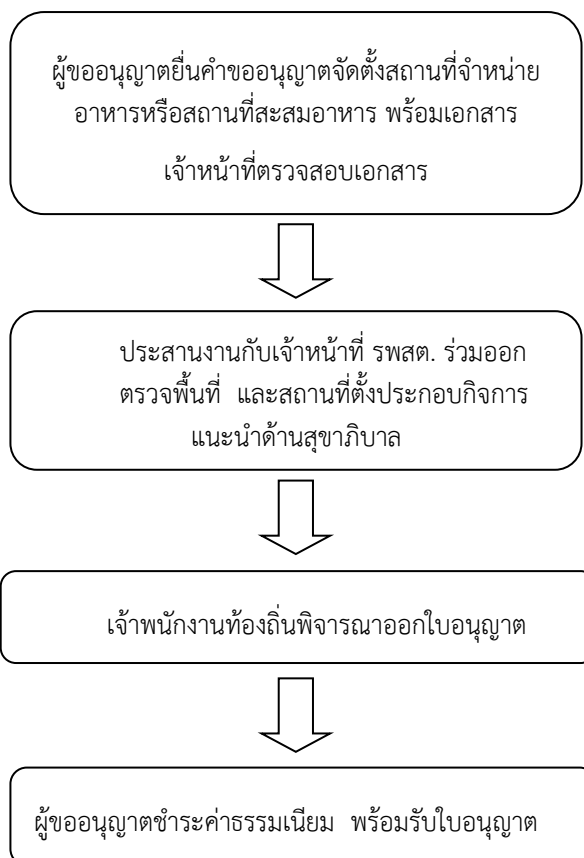 ผู้ขออนุญาตยื่นคำขออนุญาตจัดตั้งสถานที่จำหน่าย
อาหารหรือสถานที่สะสมอาหาร พร้อมเอกสาร
เจ้าหน้าที่ตรวจสอบเอกสาร
ประสานงานกับเจ้าหน้าที่ รพสต. ร่วมออก
ตรวจพื้นที่ และสถานที่ตั้งประกอบกิจการ
แนะนำด้านสุขาภิบาล
เจ้าพนักงานท้องถิ่นพิจารณาออกใบอนุญาต
ผู้ขออนุญาตชำระค่าธรรมเนียม พร้อมรับใบอนุญาต